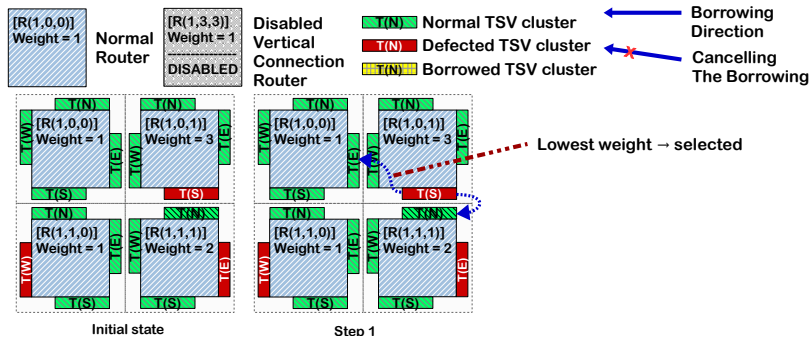 [R(1,0,0)]
Weight = 1
Normal
Router
[R(1,3,3)]
Weight = 1
DISABLED
Disabled
Vertical
Connection
Router
T(N) Normal TSV cluster
T(N) Defected TSV cluster
T(N) Borrowed TSV cluster
Borrowing
Direction
Cancelling
The Borrowing
T(N)
T(W)
[R(1,0,0)]
Weight = 1
T(E)
T(S)
T(N)
T(W)
[R(1,0,1)]
Weight = 3
T(E)
T(S)
T(N)
T(W)
[R(1,1,0)]
Weight = 1
T(E)
T(S)
T(N)
T(W)
[R(1,1,1)]
Weight = 2
T(E)
T(S)
Initial state
T(N)
T(W)
[R(1,0,0)]
Weight = 1
T(E)
T(S)
T(N)
T(W)
[R(1,0,1)]
Weight = 3
T(E)
T(S)
T(N)
T(W)
[R(1,1,0)]
Weight = 1
T(E)
T(S)
T(N)
T(W)
[R(1,1,1)]
Weight = 2
T(E)
T(S)
Step 1
Lowest weight → selected